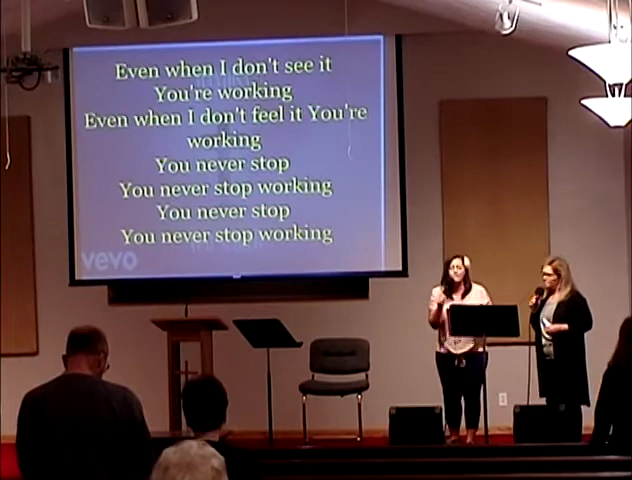 Even when I don't see it
You're working
Even when I don't feel it You're
working
You never stop
You never stop working
You never stop
You never stop working
vevo